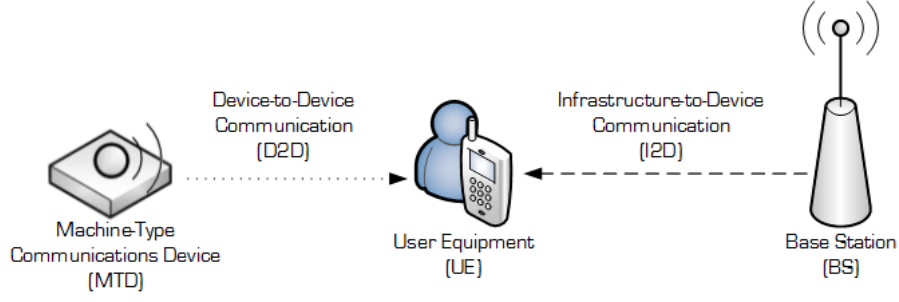 Device-to-Device
Communication
(D2D)
Infrastructure-to-Device
Communication
(I2D)
Machine-Type
Communications Device
(MTD)
User Equipment
(UE)
Base Station
(BS)